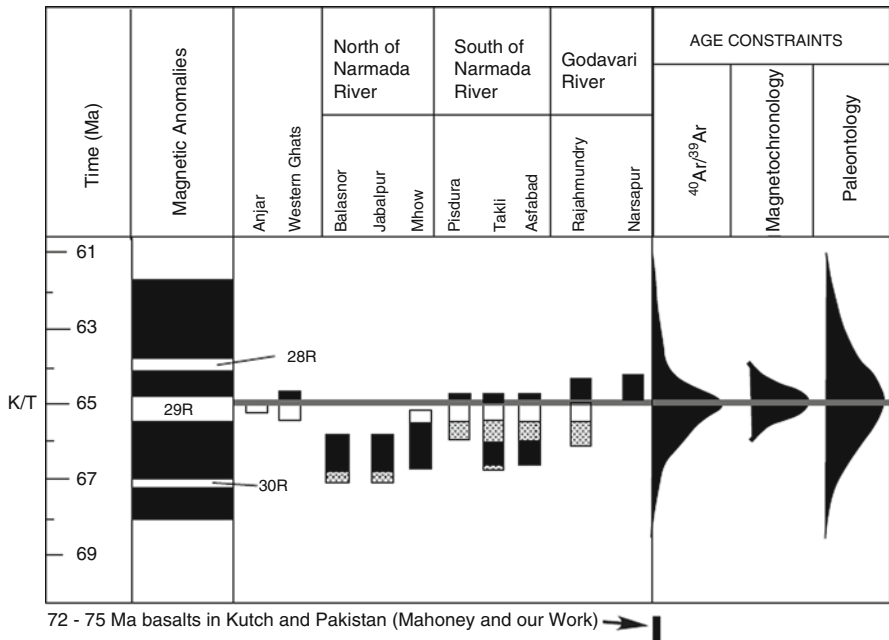 Time (Ma)
Magnetic Anomalies
North of
Narmada
River
South of
Narmada
River
Godavari
River
AGE CONSTRAINTS
Anjar
Western Ghats
Balasnor
Jabalpur
Mhow
Pisdura
Takli
Asfabad
Rajahmundry
Narsapur
40Ar/39Ar
Magnetochronology
Paleontology
61
63
28R
K/T
65
29R
67
30R
69
72 - 75 Ma basalts in Kutch and Pakistan (Mahoney and our Work)